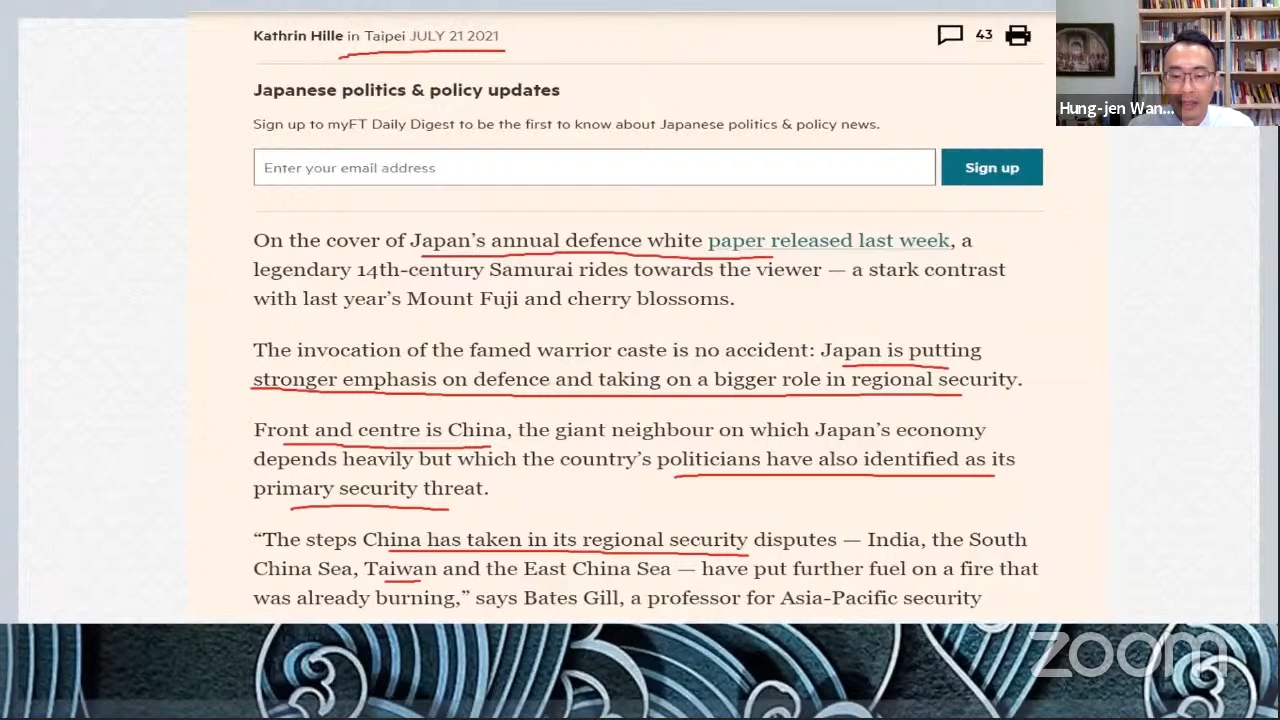 Kathrin Hille in Taipei JULY 21 2021
43
Japanese politics & policy updates
Sign up to myFT Daily Digest to be the first to know about Japanese politics & policy news.
Enter your email address
Sign up
On the cover of Japan’s annual defence white paper released last week, a
legendary 14th-century Samurai rides towards the viewer — a stark contrast
with last year’s Mount Fuji and cherry blossoms.
The invocation of the famed warrior caste is no accident: Japan is putting
stronger emphasis on defence and taking on a bigger role in regional security.
Front and centre is China, the giant neighbour on which Japan’s economy
depends heavily but which the country’s politicians have also identified as its
primary security threat.
“The steps China has taken in its regional security disputes — India, the South
China Sea, Taiwan and the East China Sea — have put further fuel on a fire that
was already burning,” says Bates Gill, a professor for Asia-Pacific security
Hung-jen Wan...
zoom